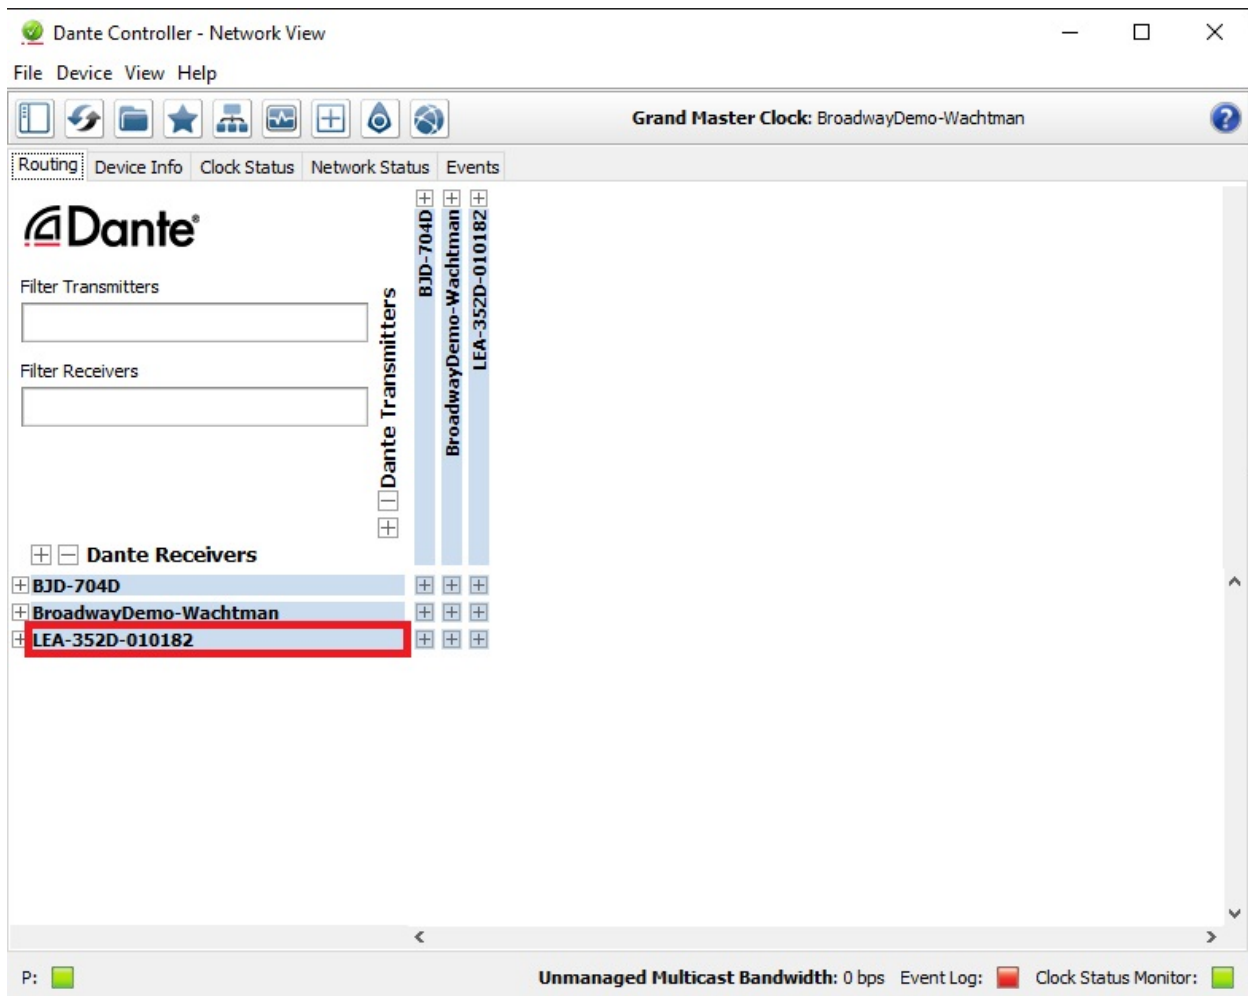 Dante Controller - Network View
File Device View Help
Grand Master Clock: BroadwayDemo-Wachtman
?
Routing Device Info Clock Status Network Status Events
Dante®
Filter Transmitters
Filter Receivers
Dante Transmitters
BJD-704D
BroadwayDemo-Wachtman
LEA-352D-010182
Dante Receivers
BJD-704D
BroadwayDemo-Wachtman
LEA-352D-010182
P:
Unmanaged Multicast Bandwidth: 0 bps Event Log: Clock Status Monitor: